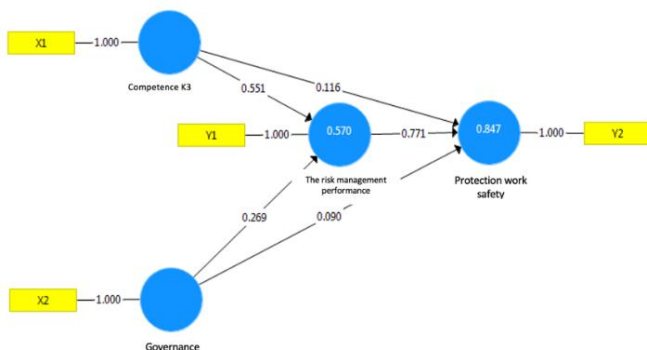 X1
1.000
Competence K3
0.551
0.116
Y1
1.000
0.570
0.771
0.847
1.000
Y2
The risk management
performance
Protection work
safety
0.269
0.090
X2
1.000
Governance